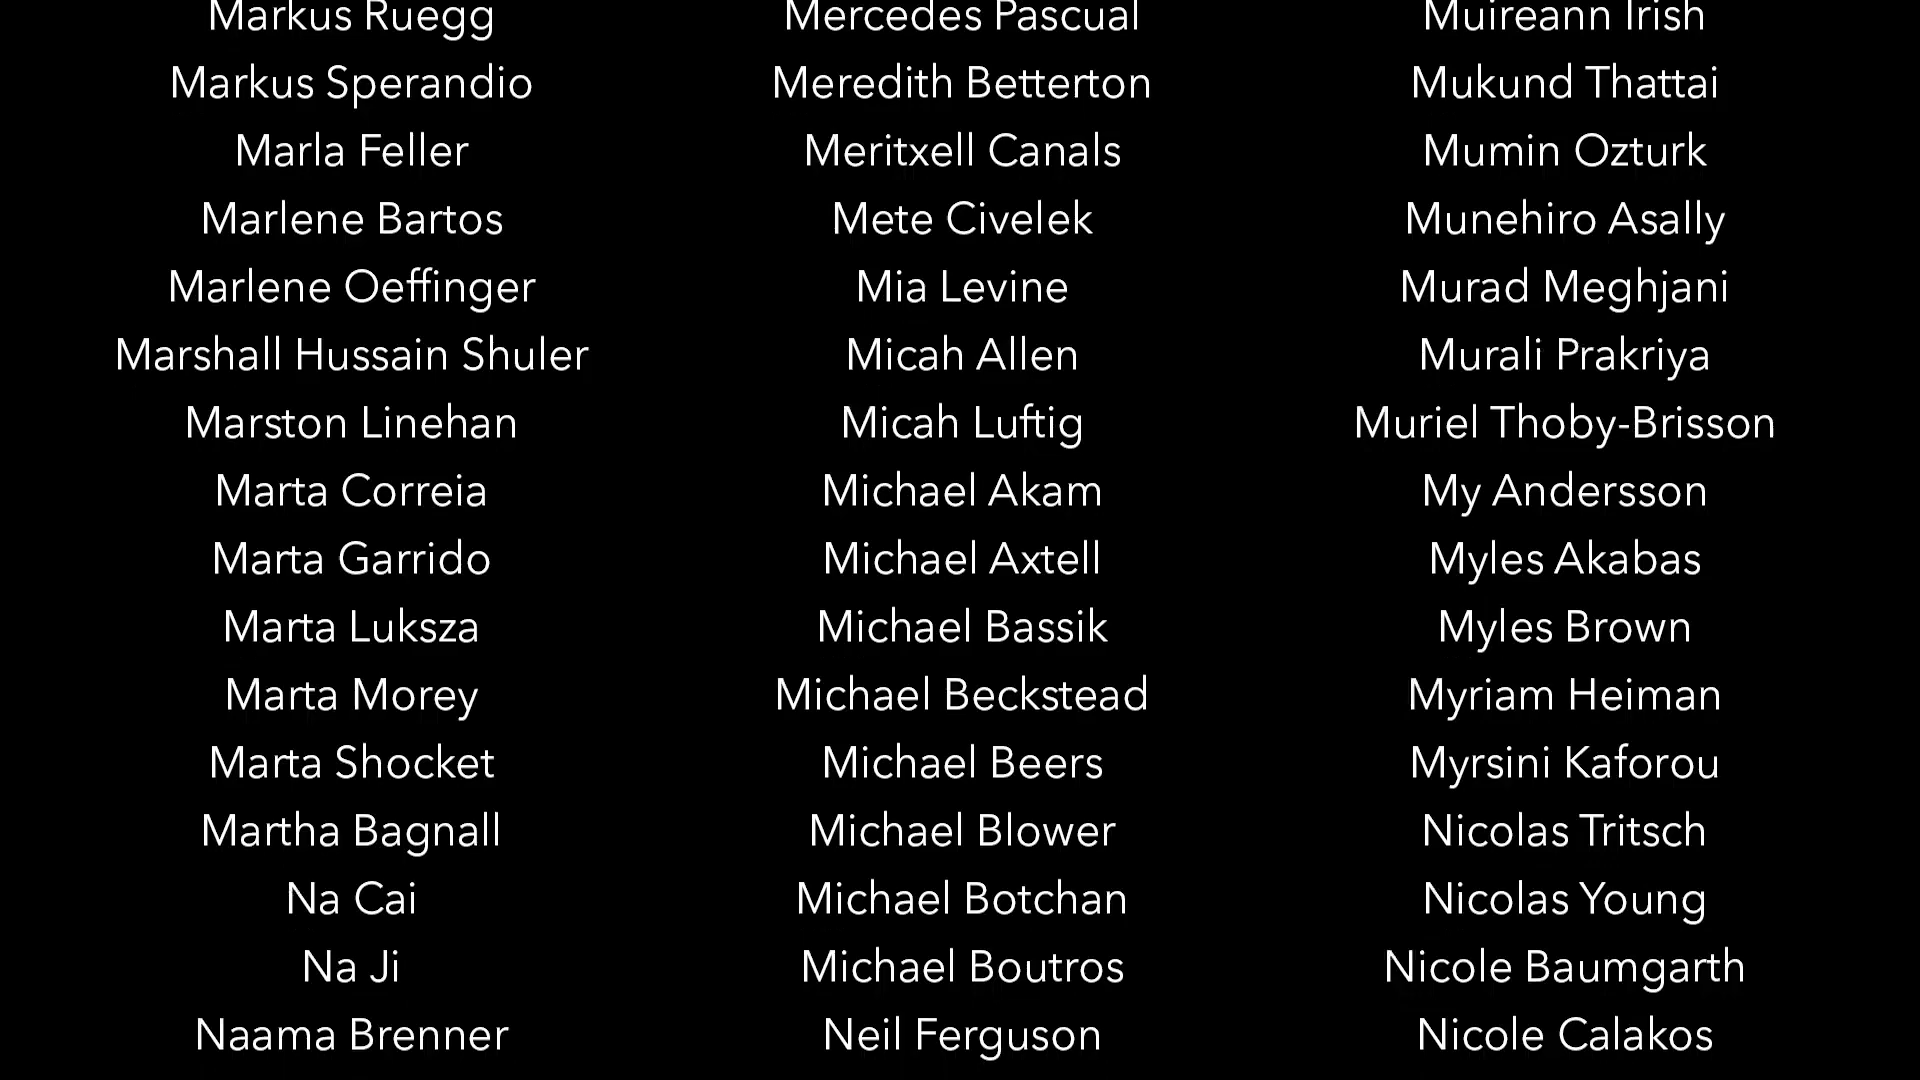 Markus Ruegg
Markus Sperandio
Marla Feller
Marlene Bartos
Marlene Oeffinger
Marshall Hussain Shuler
Marston Linehan
Marta Correia
Marta Garrido
Marta Luksza
Marta Morey
Marta Shocket
Martha Bagnall
Na Cai
Na Ji
Naama Brenner
Mercedes Pascual
Meredith Betterton
Meritxell Canals
Mete Civelek
Mia Levine
Micah Allen
Micah Luftig
Michael Akam
Michael Axtell
Michael Bassik
Michael Beckstead
Michael Beers
Michael Blower
Michael Botchan
Michael Boutros
Neil Ferguson
Muireann Irish
Mukund Thattai
Mumin Ozturk
Munehiro Asally
Murad Meghjani
Murali Prakriya
Muriel Thoby-Brisson
My Andersson
Myles Akabas
Myles Brown
Myriam Heiman
Myrsini Kaforou
Nicolas Tritsch
Nicolas Young
Nicole Baumgarth
Nicole Calakos